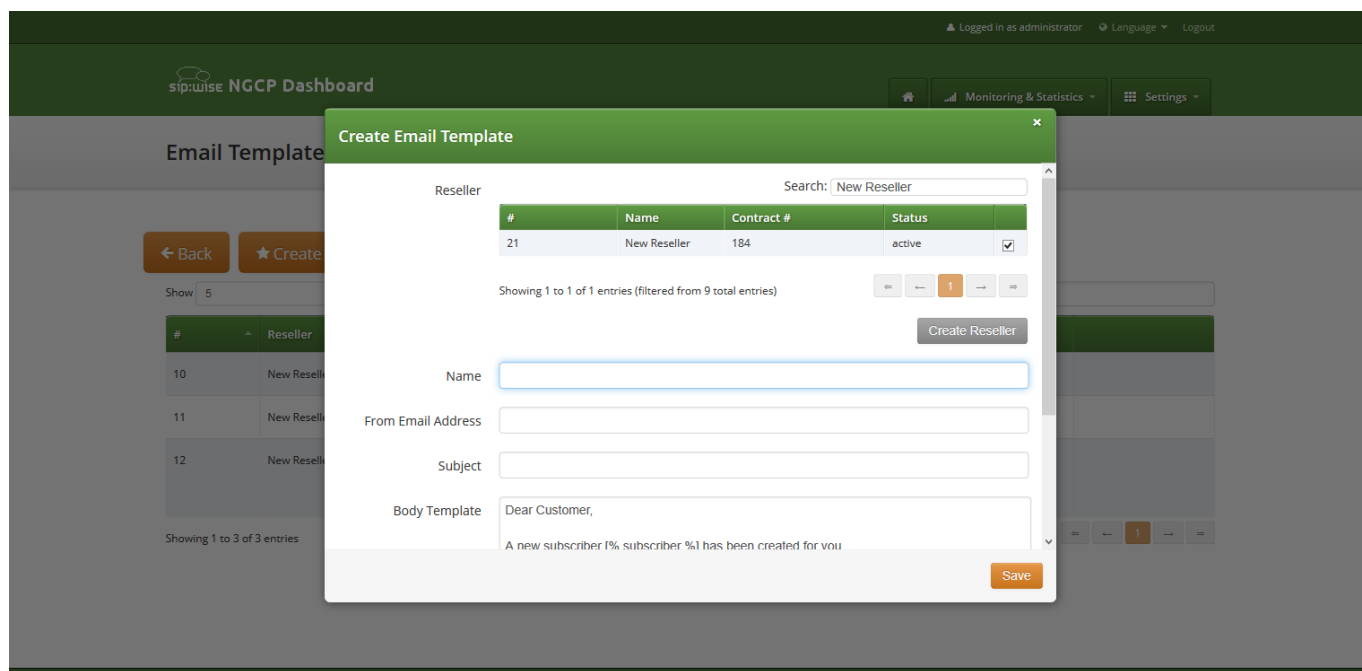 Logged in as administrator Language Logout
sip:wise NGCP Dashboard
Monitoring & Statistics Settings
Create Email Template ×
Email Template
Reseller Search: New Reseller
# Name Contract # Status
21 New Reseller 184 active
Back Create
Showing 1 to 1 of 1 entries (filtered from 9 total entries) 1
Show 5
Create Reseller
# Reseller
10 New Resell
Name
11 New Resell
From Email Address
12 New Resell
Subject
Body Template Dear Customer,
Showing 1 to 3 of 3 entries 1
A new subscriber [% subscriber %] has been created for you
Save